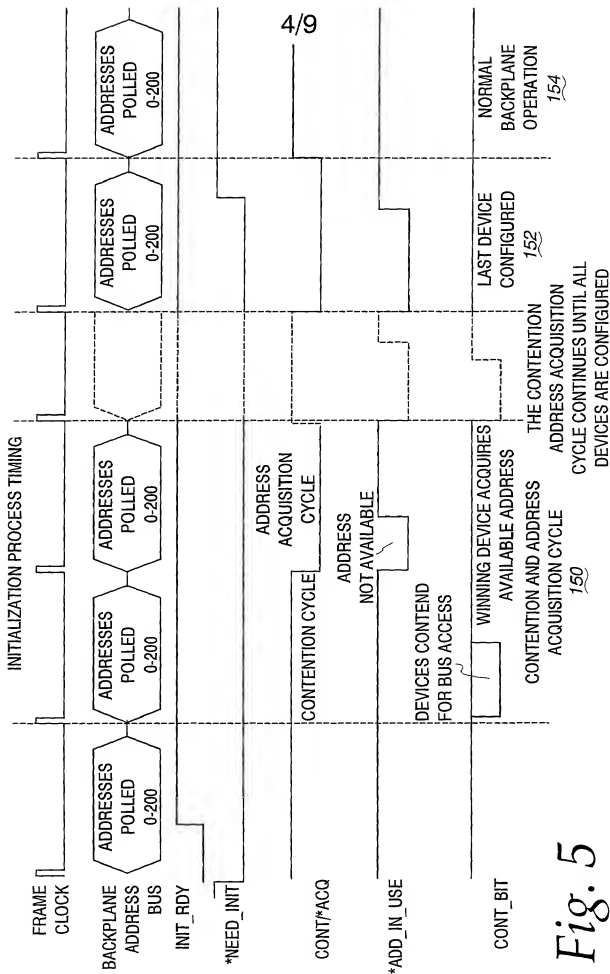 4/9
INITIALIZATION PROCESS TIMING
FRAME
CLOCK
BACKPLANE
ADDRESS
BUS
ADDRESSES
POLLED
0-200
ADDRESSES
POLLED
0-200
ADDRESSES
POLLED
0-200
ADDRESSES
POLLED
0-200
ADDRESSES
POLLED
0-200
INIT_RDY
*NEED_INIT
CONT/*ACQ
CONTENTION CYCLE
ADDRESS
ACQUISITION
CYCLE
*ADD_IN_USE
ADDRESS
NOT AVAILABLE
CONT_BIT
DEVICES CONTEND
FOR BUS ACCESS
WINNING DEVICE ACQUIRES
AVAILABLE ADDRESS
CONTENTION AND ADDRESS
ACQUISITION CYCLE
150
THE CONTENTION
ADDRESS ACQUISITION
CYCLE CONTINUES UNTIL ALL
DEVICES ARE CONFIGURED
LAST DEVICE
CONFIGURED
152
NORMAL
BACKPLANE
OPERATION
154
Fig. 5